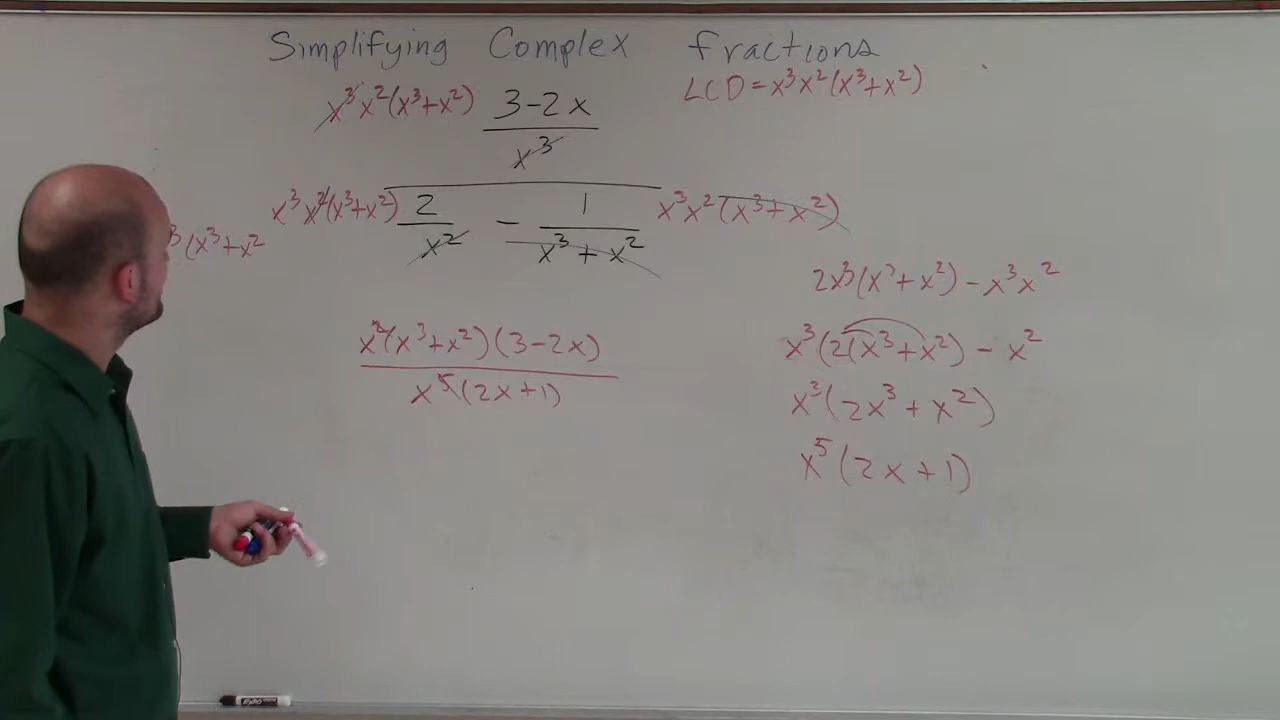 Simplifying Complex fractions
LCD = x³x²(x³+x²)
x³x²(x³+x²) 3-2x
x³
x³x²(x³+x²) 2 - 1 x³x²(x³+x²)
x² x³+x²
³(x³+x²
2x³(x³+x²) - x³x²
x²(x³+x²)(3-2x)
x⁵(2x+1)
x³(2(x³+x²) - x²
x³(2x³+x²)
x⁵(2x+1)
EXPO